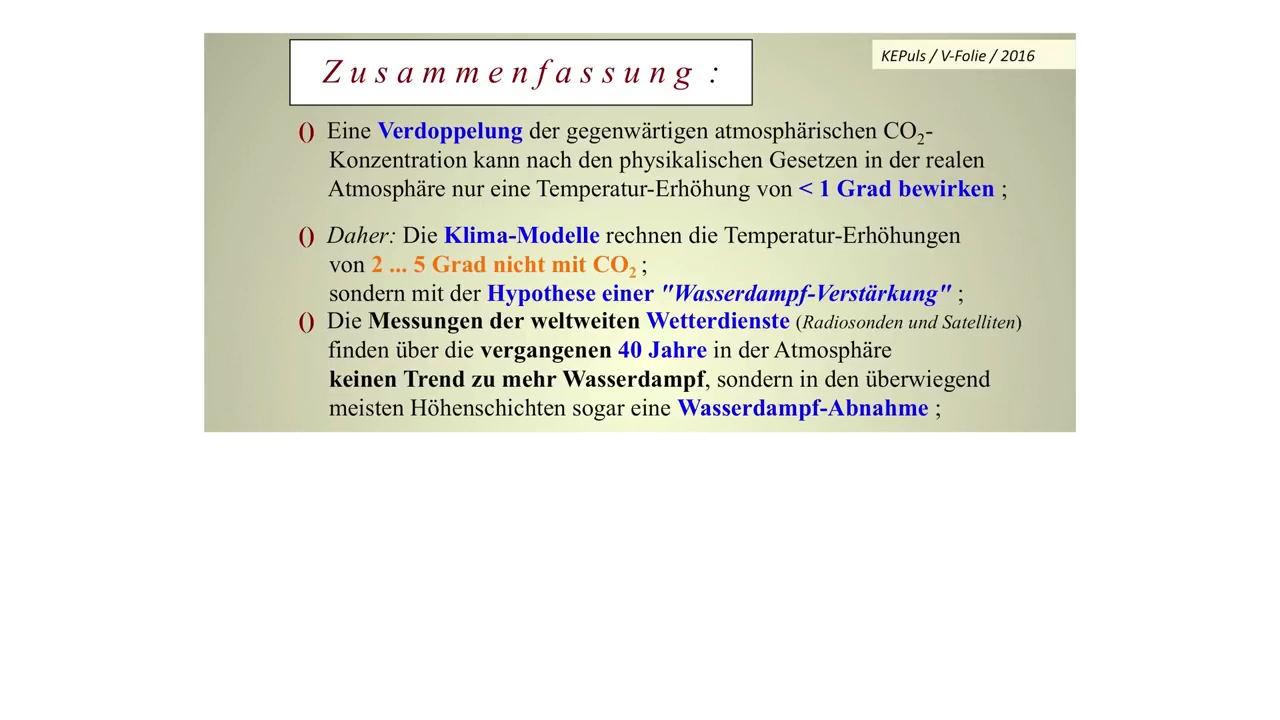 Zusammenfassung :
KEPuls / V-Folie / 2016
() Eine Verdoppelung der gegenwärtigen atmosphärischen CO₂-
Konzentration kann nach den physikalischen Gesetzen in der realen
Atmosphäre nur eine Temperatur-Erhöhung von < 1 Grad bewirken ;
() Daher: Die Klima-Modelle rechnen die Temperatur-Erhöhungen
von 2 ... 5 Grad nicht mit CO₂ ;
sondern mit der Hypothese einer "Wasserdampf-Verstärkung" ;
() Die Messungen der weltweiten Wetterdienste (Radiosonden und Satelliten)
finden über die vergangenen 40 Jahre in der Atmosphäre
keinen Trend zu mehr Wasserdampf, sondern in den überwiegend
meisten Höhenschichten sogar eine Wasserdampf-Abnahme ;